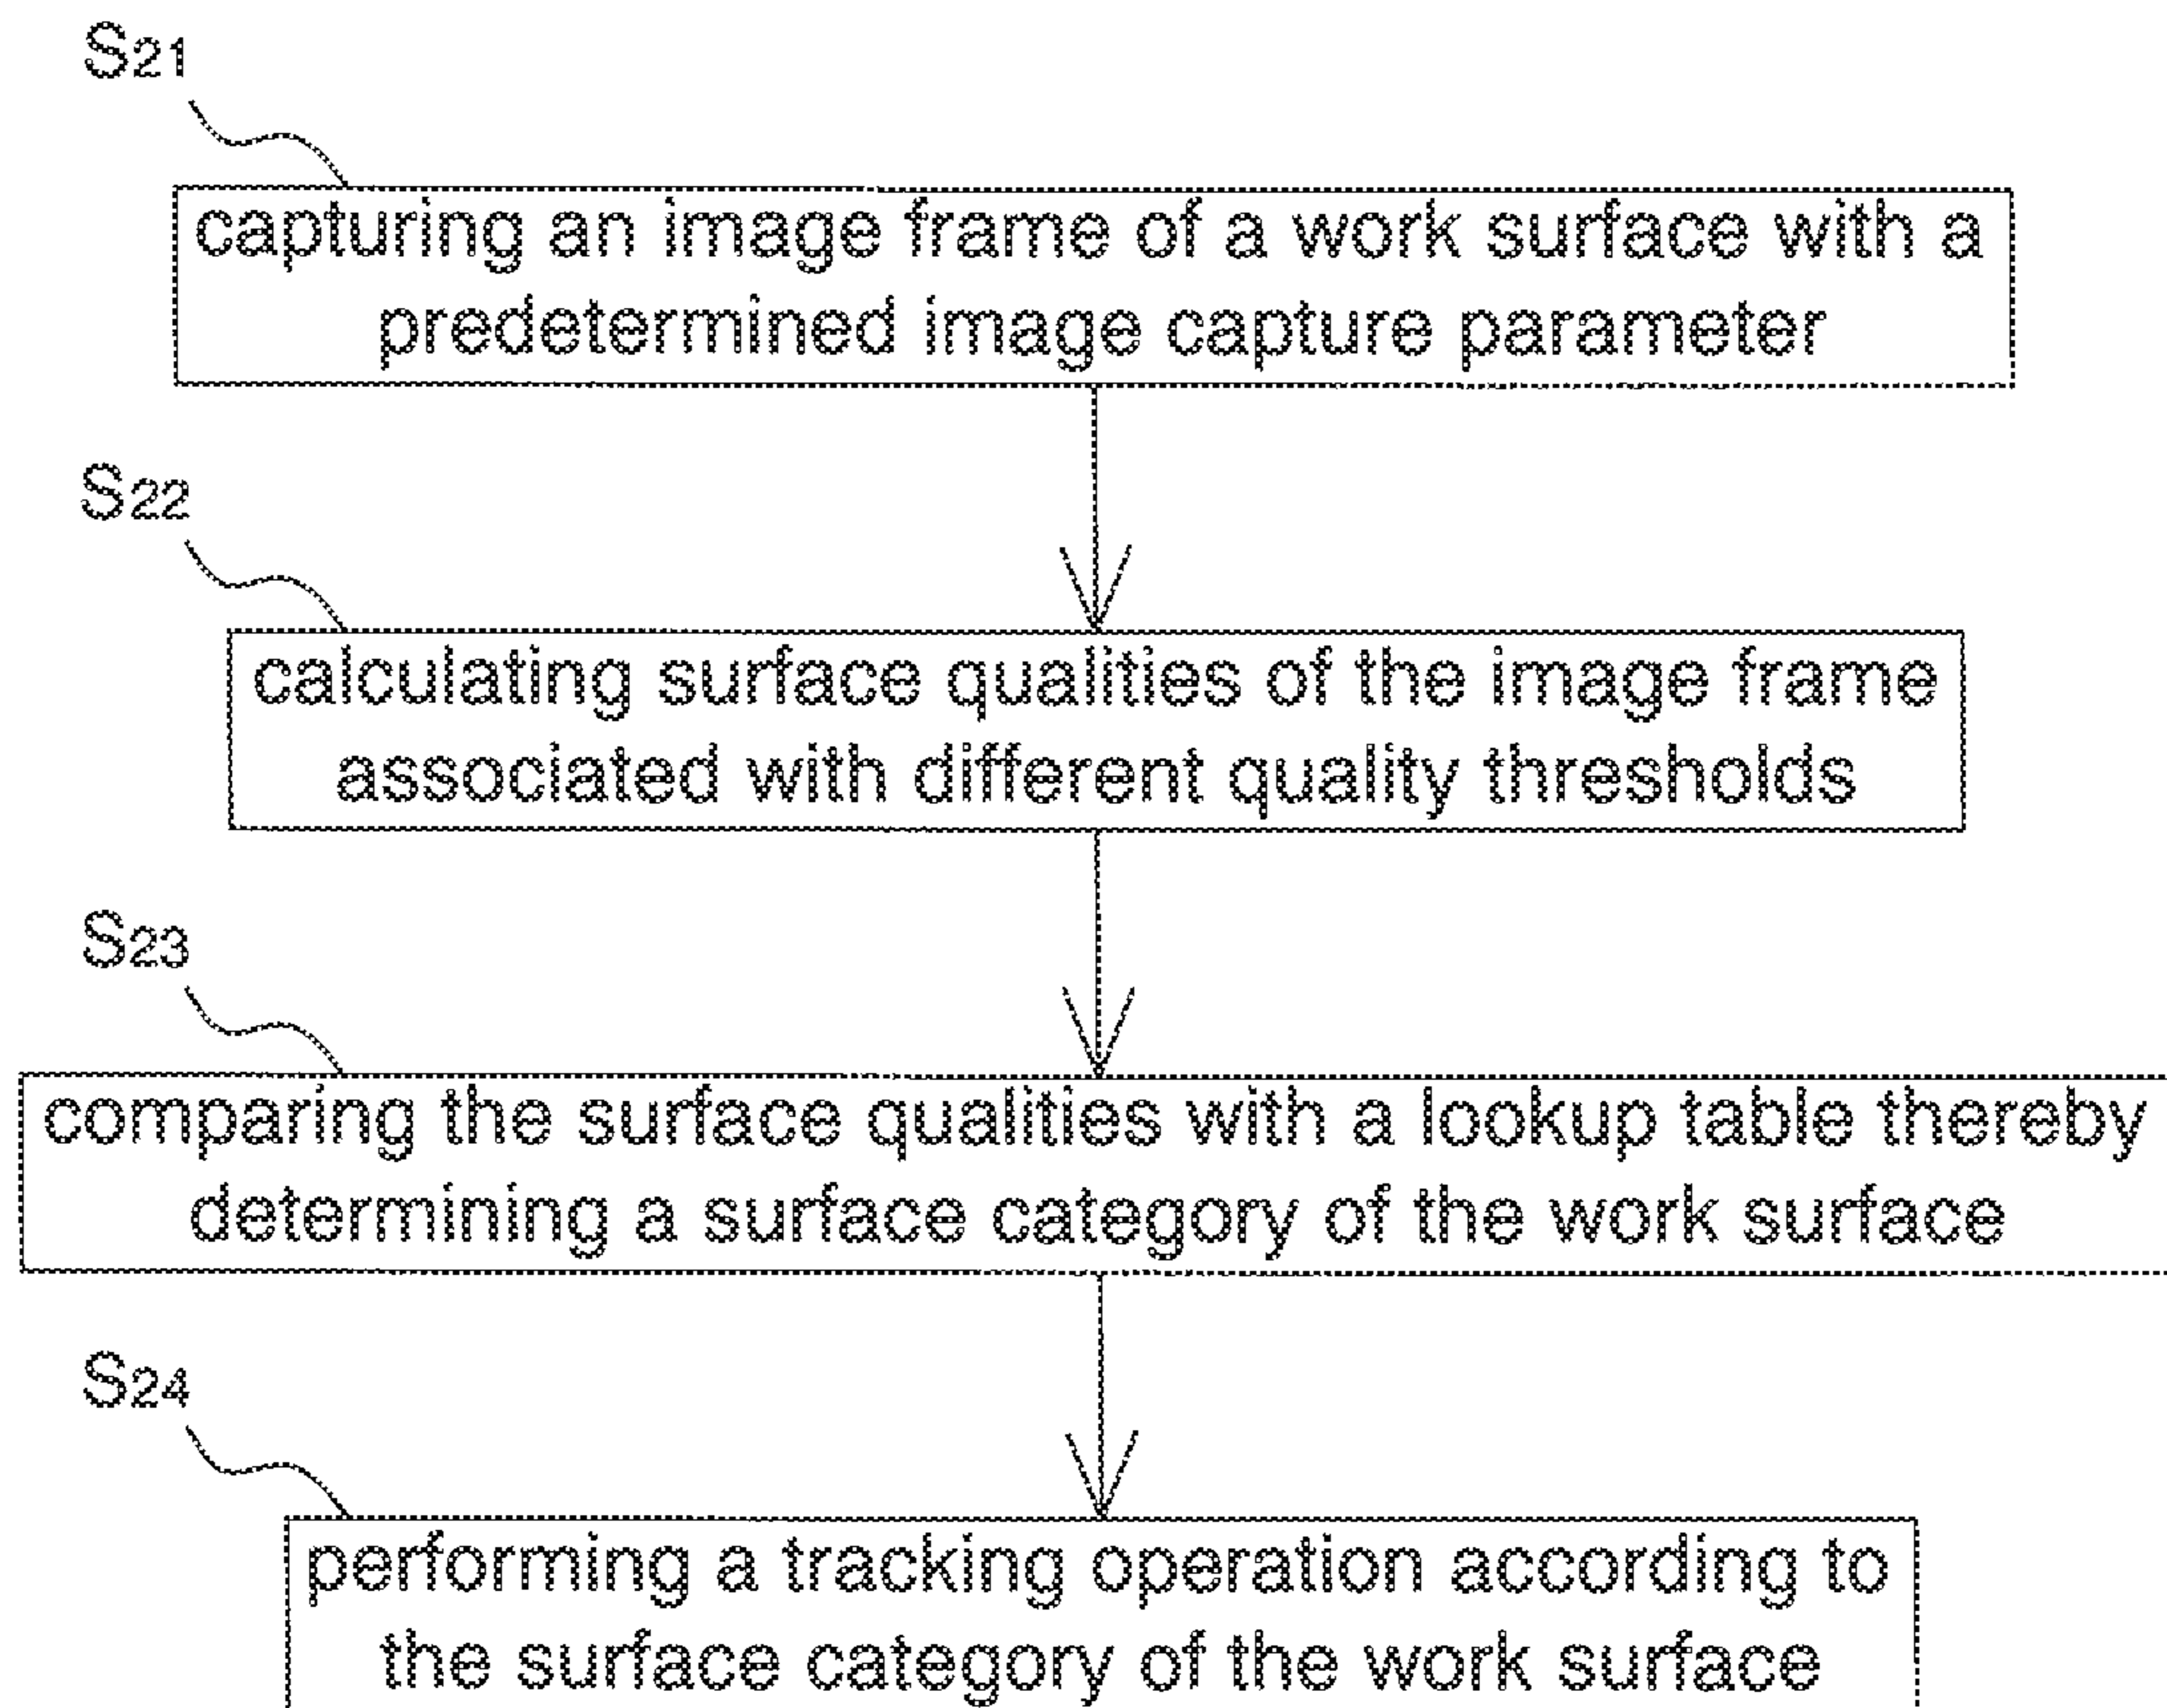 S21
capturing an image frame of a work surface with a
predetermined image capture parameter
S22
calculating surface qualities of the image frame
associated with different quality thresholds
S23
comparing the surface qualities with a lookup table thereby
determining a surface category of the work surface
S24
performing a tracking operation according to
the surface category of the work surface